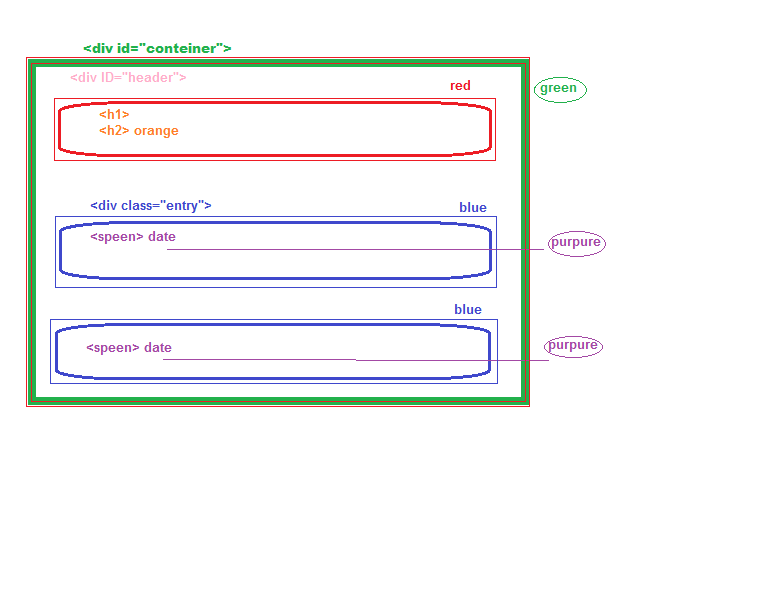 <div id="conteiner">
<div ID="header">
red
green
<h1>
<h2> orange
<div class="entry">
blue
<speen> date
purpure
blue
<speen> date
purpure